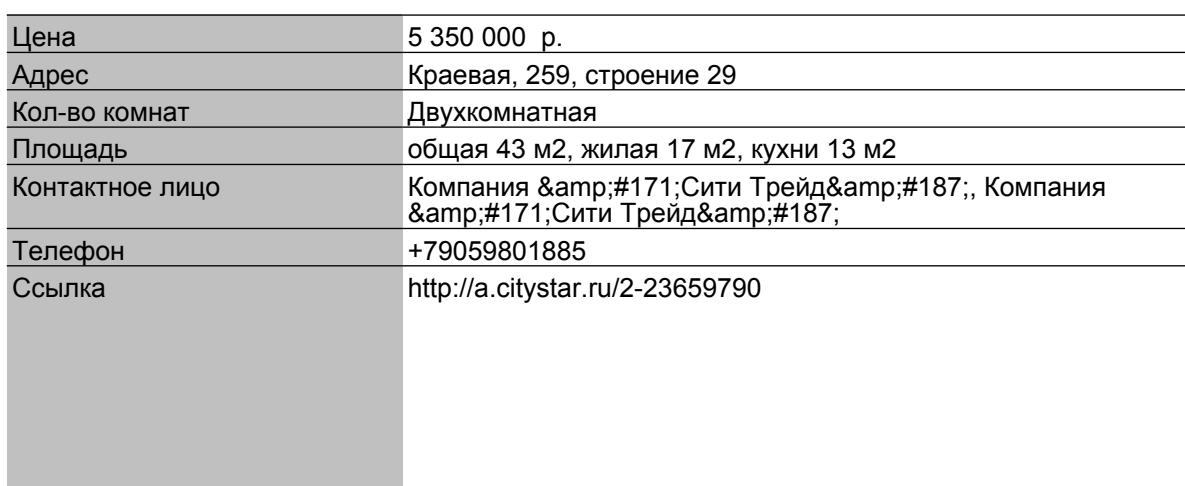 Цена 5 350 000 р.
Адрес Краевая, 259, строение 29
Кол-во комнат Двухкомнатная
Площадь общая 43 м2, жилая 17 м2, кухни 13 м2
Контактное лицо Компания &amp;#171;Сити Трейд&amp;#187;, Компания
&amp;#171;Сити Трейд&amp;#187;
Телефон +79059801885
Ссылка http://a.citystar.ru/2-23659790